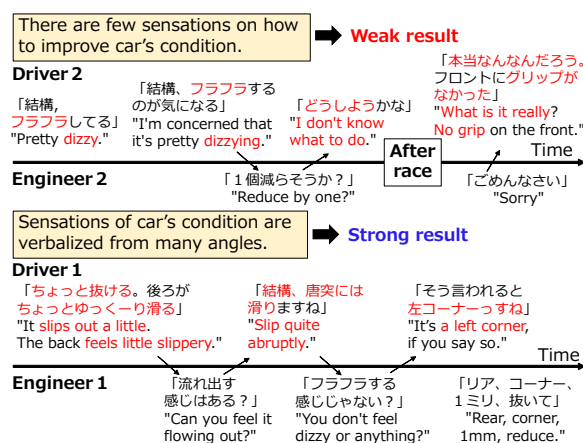 There are few sensations on how
to improve car's condition.
Weak result
Driver 2
「結構,
フラフラしてる」
"Pretty dizzy."
「結構、フラフラする
のが気になる」
"I'm concerned that
it's pretty dizzying."
「どうしようかな」
"I don't know
what to do."
「本当なんなんだろう。
フロントにグリップが
なかった」
"What is it really?
No grip on the front."
After
race
Time
Engineer 2
「１個減らそうか？」
"Reduce by one?"
「ごめんなさい」
"Sorry"
Sensations of car's condition are
verbalized from many angles.
Strong result
Driver 1
「ちょっと抜ける。後ろが
ちょっとゆっくーり滑る」
"It slips out a little.
The back feels little slippery."
「結構、唐突には
滑りますね」
"Slip quite
abruptly."
「そう言われると
左コーナーっすね」
"It's a left corner,
if you say so."
Time
Engineer 1
「流れ出す
感じはある？」
"Can you feel it
flowing out?"
「フラフラする
感じじゃない？」
"You don't feel
dizzy or anything?"
「リア、コーナー、
１ミリ、抜いて」
"Rear, corner,
1mm, reduce."